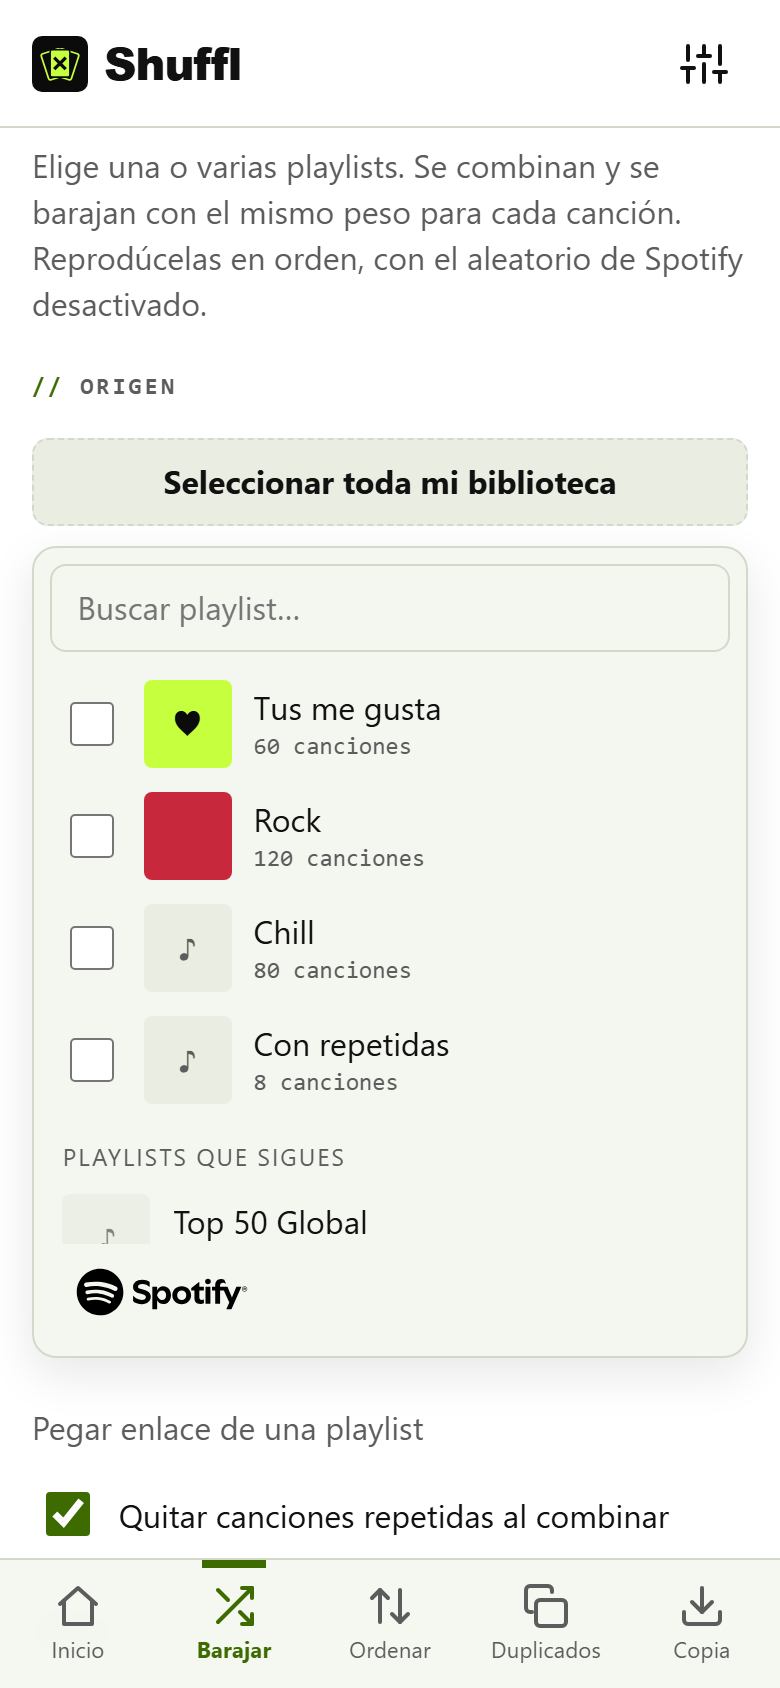 Shuffl
Elige una o varias playlists. Se combinan y se
barajan con el mismo peso para cada canción.
Reprodúcelas en orden, con el aleatorio de Spotify
desactivado.
// ORIGEN
Seleccionar toda mi biblioteca
Buscar playlist...
Tus me gusta
60 canciones
Rock
120 canciones
Chill
80 canciones
Con repetidas
8 canciones
PLAYLISTS QUE SIGUES
Top 50 Global
Spotify®
Pegar enlace de una playlist
Quitar canciones repetidas al combinar
Inicio
Barajar
Ordenar
Duplicados
Copia